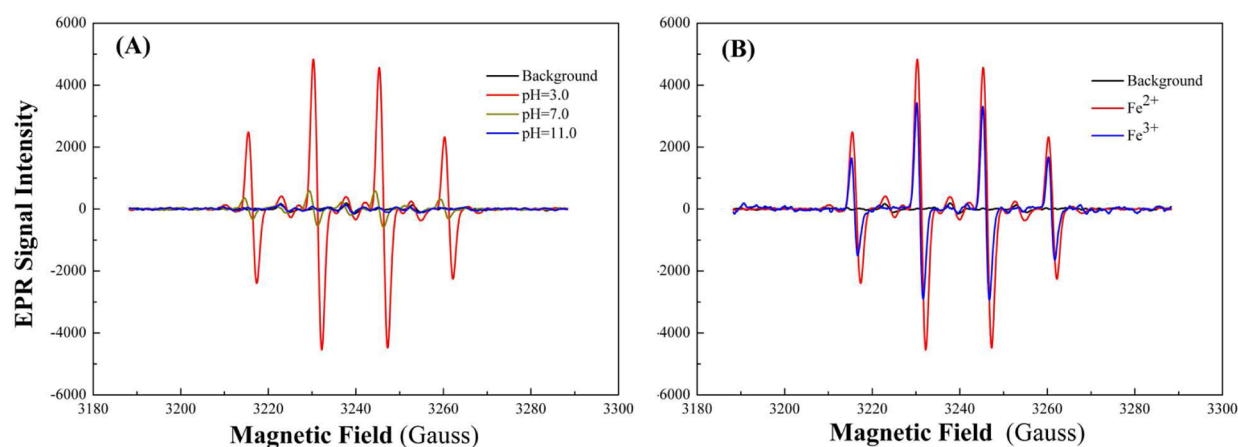 (A)
EPR Signal Intensity
6000
4000
2000
0
-2000
-4000
-6000
Background
pH=3.0
pH=7.0
pH=11.0
3180 3200 3220 3240 3260 3280 3300
Magnetic Field (Gauss)
(B)
6000
4000
2000
0
-2000
-4000
-6000
Background
Fe²⁺
Fe³⁺
3180 3200 3220 3240 3260 3280 3300
Magnetic Field (Gauss)